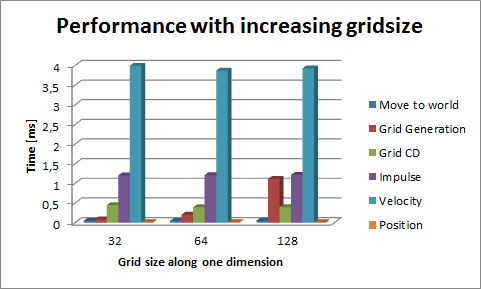 Performance with increasing gridsize
4
3,5
3
2,5
2
1,5
1
0,5
0
Time [ms]
32 64 128
Grid size along one dimension
Move to world
Grid Generation
Grid CD
Impulse
Velocity
Position